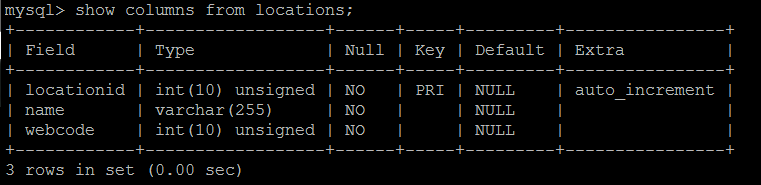 mysql> show columns from locations;
+------------+------------------+------+-----+---------+----------------+
| Field      | Type             | Null | Key | Default | Extra          |
+------------+------------------+------+-----+---------+----------------+
| locationid | int(10) unsigned | NO   | PRI | NULL    | auto_increment |
| name       | varchar(255)     | NO   |     | NULL    |                |
| webcode    | int(10) unsigned | NO   |     | NULL    |                |
+------------+------------------+------+-----+---------+----------------+
3 rows in set (0.00 sec)